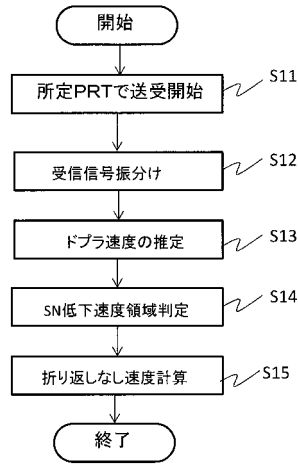 開始
所定PRTで送受開始
S11
受信信号振分け
S12
ドプラ速度の推定
S13
SN低下速度領域判定
S14
折り返しなし速度計算
S15
終了